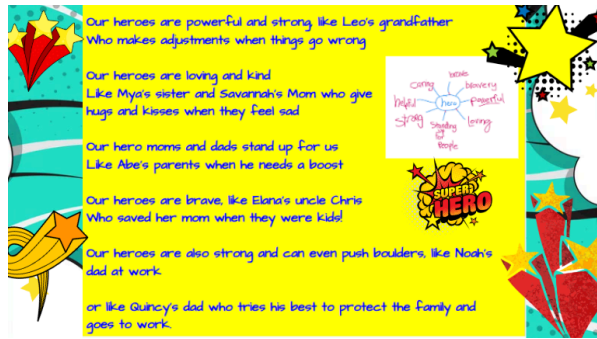 Our heroes are powerful and strong, like Leo's grandfather
Who makes adjustments when things go wrong
Our heroes are loving and kind
Like Mya's sister and Savannah's Mom who give
hugs and kisses when they feel sad
Our hero moms and dads stand up for us
Like Abe's parents when he needs a boost
Our heroes are brave, like Elana's uncle Chris
Who saved her mom when they were kids!
Our heroes are also strong and can even push boulders, like Noah's
dad at work
or like Quincy's dad who tries his best to protect the family and
goes to work.
Caring
bravery
helpful
hero
powerful
strong
loving
people
SUPER
HERO